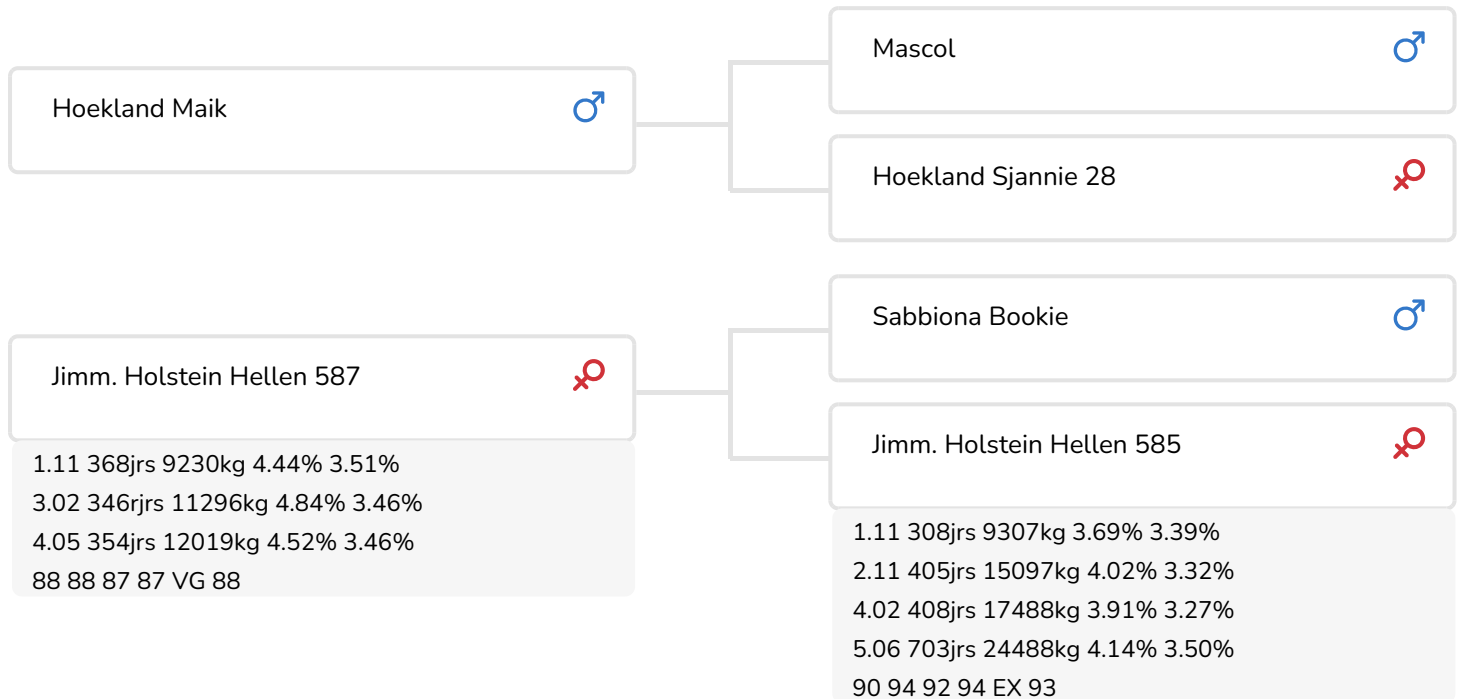 Hoekland Maik
Mascol
Hoekland Sjannie 28
Jimm. Holstein Hellen 587
1.11 368jrs 9230kg 4.44% 3.51%
3.02 346rjrs 11296kg 4.84% 3.46%
4.05 354jrs 12019kg 4.52% 3.46%
88 88 87 87 VG 88
Sabbiona Bookie
Jimm. Holstein Hellen 585
1.11 308jrs 9307kg 3.69% 3.39%
2.11 405jrs 15097kg 4.02% 3.32%
4.02 408jrs 17488kg 3.91% 3.27%
5.06 703jrs 24488kg 4.14% 3.50%
90 94 92 94 EX 93